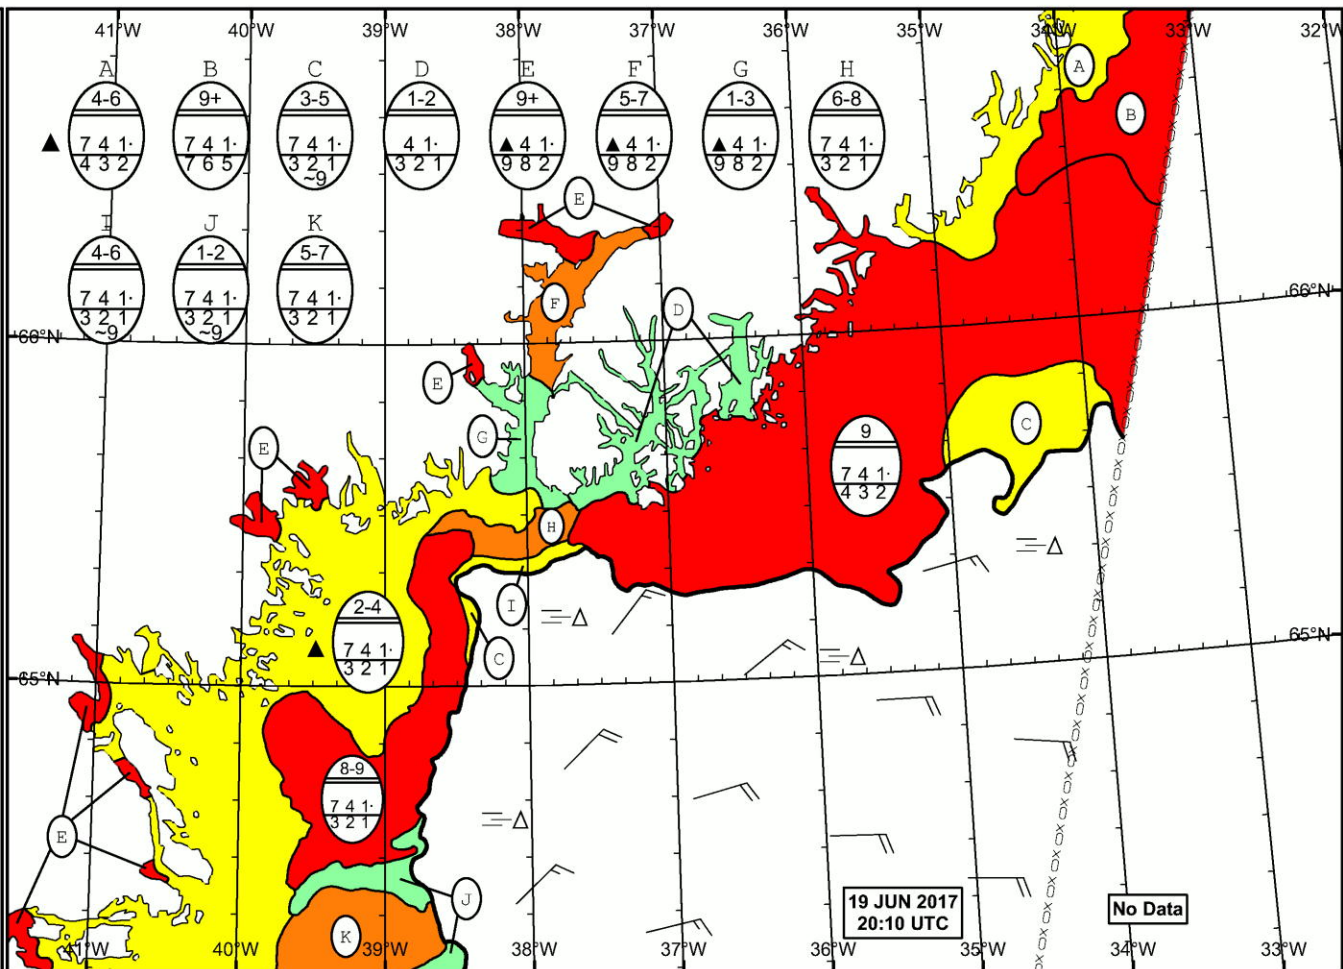 41°W 40°W 39°W 38°W 37°W 36°W 35°W 34°W 33°W 32°W
A B C D E F G H
4-6 9+ 3-5 1-2 9+ 5-7 1-3 6-8
▲ 7 4 1· 7 4 1· 7 4 1· 4 1· ▲ 4 1· ▲ 4 1· ▲ 4 1· 7 4 1·
4 3 2 7 6 5 3 2 1 3 2 1 9 8 2 9 8 2 9 8 2 3 2 1
~9
A
B
E
I J K
4-6 1-2 5-7
7 4 1· 7 4 1· 7 4 1·
3 2 1 3 2 1 3 2 1
~9 ~9
66°N
66°N
F
D
E
G
C
9
7 4 1·
4 3 2
E
H
I
2-4
▲ 7 4 1·
3 2 1
C
65°N
65°N
8-9
7 4 1·
3 2 1
E
J
K
19 JUN 2017
20:10 UTC
No Data
41°W 40°W 39°W 38°W 37°W 36°W 35°W 34°W 33°W